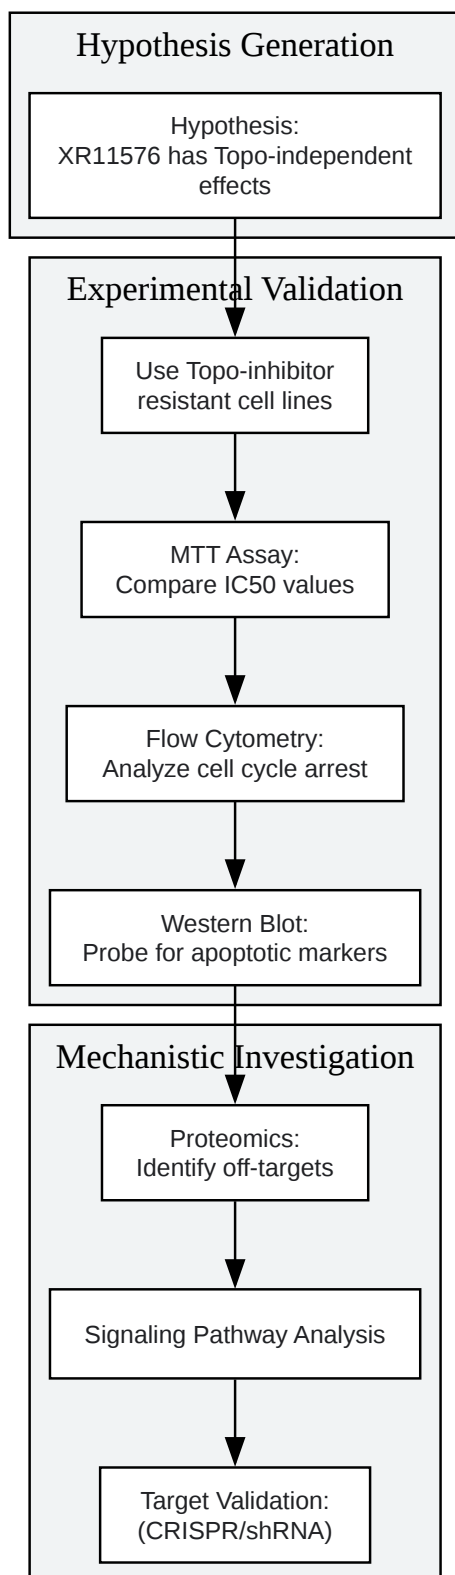 Hypothesis Generation
Hypothesis:
XR11576 has Topo-independent
effects
Experimental Validation
Use Topo-inhibitor
resistant cell lines
MTT Assay:
Compare IC50 values
Flow Cytometry:
Analyze cell cycle arrest
Western Blot:
Probe for apoptotic markers
Mechanistic Investigation
Proteomics:
Identify off-targets
Signaling Pathway Analysis
Target Validation:
(CRISPR/shRNA)